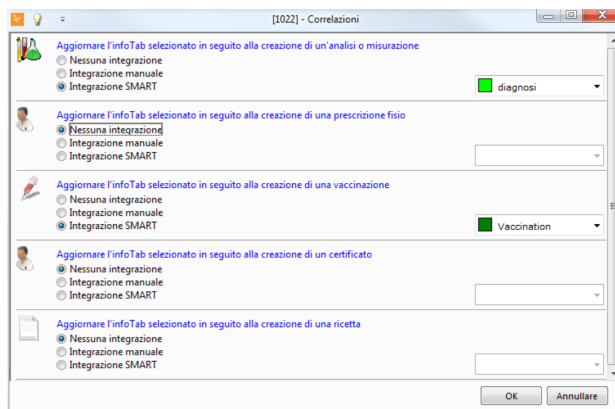 [1022] - Correlazioni
Aggiornare l'infoTab selezionato in seguito alla creazione di un'analisi o misurazione
Nessuna integrazione
Integrazione manuale
Integrazione SMART
diagnosi
Aggiornare l'infoTab selezionato in seguito alla creazione di una prescrizione fisio
Nessuna integrazione
Integrazione manuale
Integrazione SMART
Aggiornare l'infoTab selezionato in seguito alla creazione di una vaccinazione
Nessuna integrazione
Integrazione manuale
Integrazione SMART
Vaccination
Aggiornare l'infoTab selezionato in seguito alla creazione di un certificato
Nessuna integrazione
Integrazione manuale
Integrazione SMART
Aggiornare l'infoTab selezionato in seguito alla creazione di una ricetta
Nessuna integrazione
Integrazione manuale
Integrazione SMART
OK
Annullare